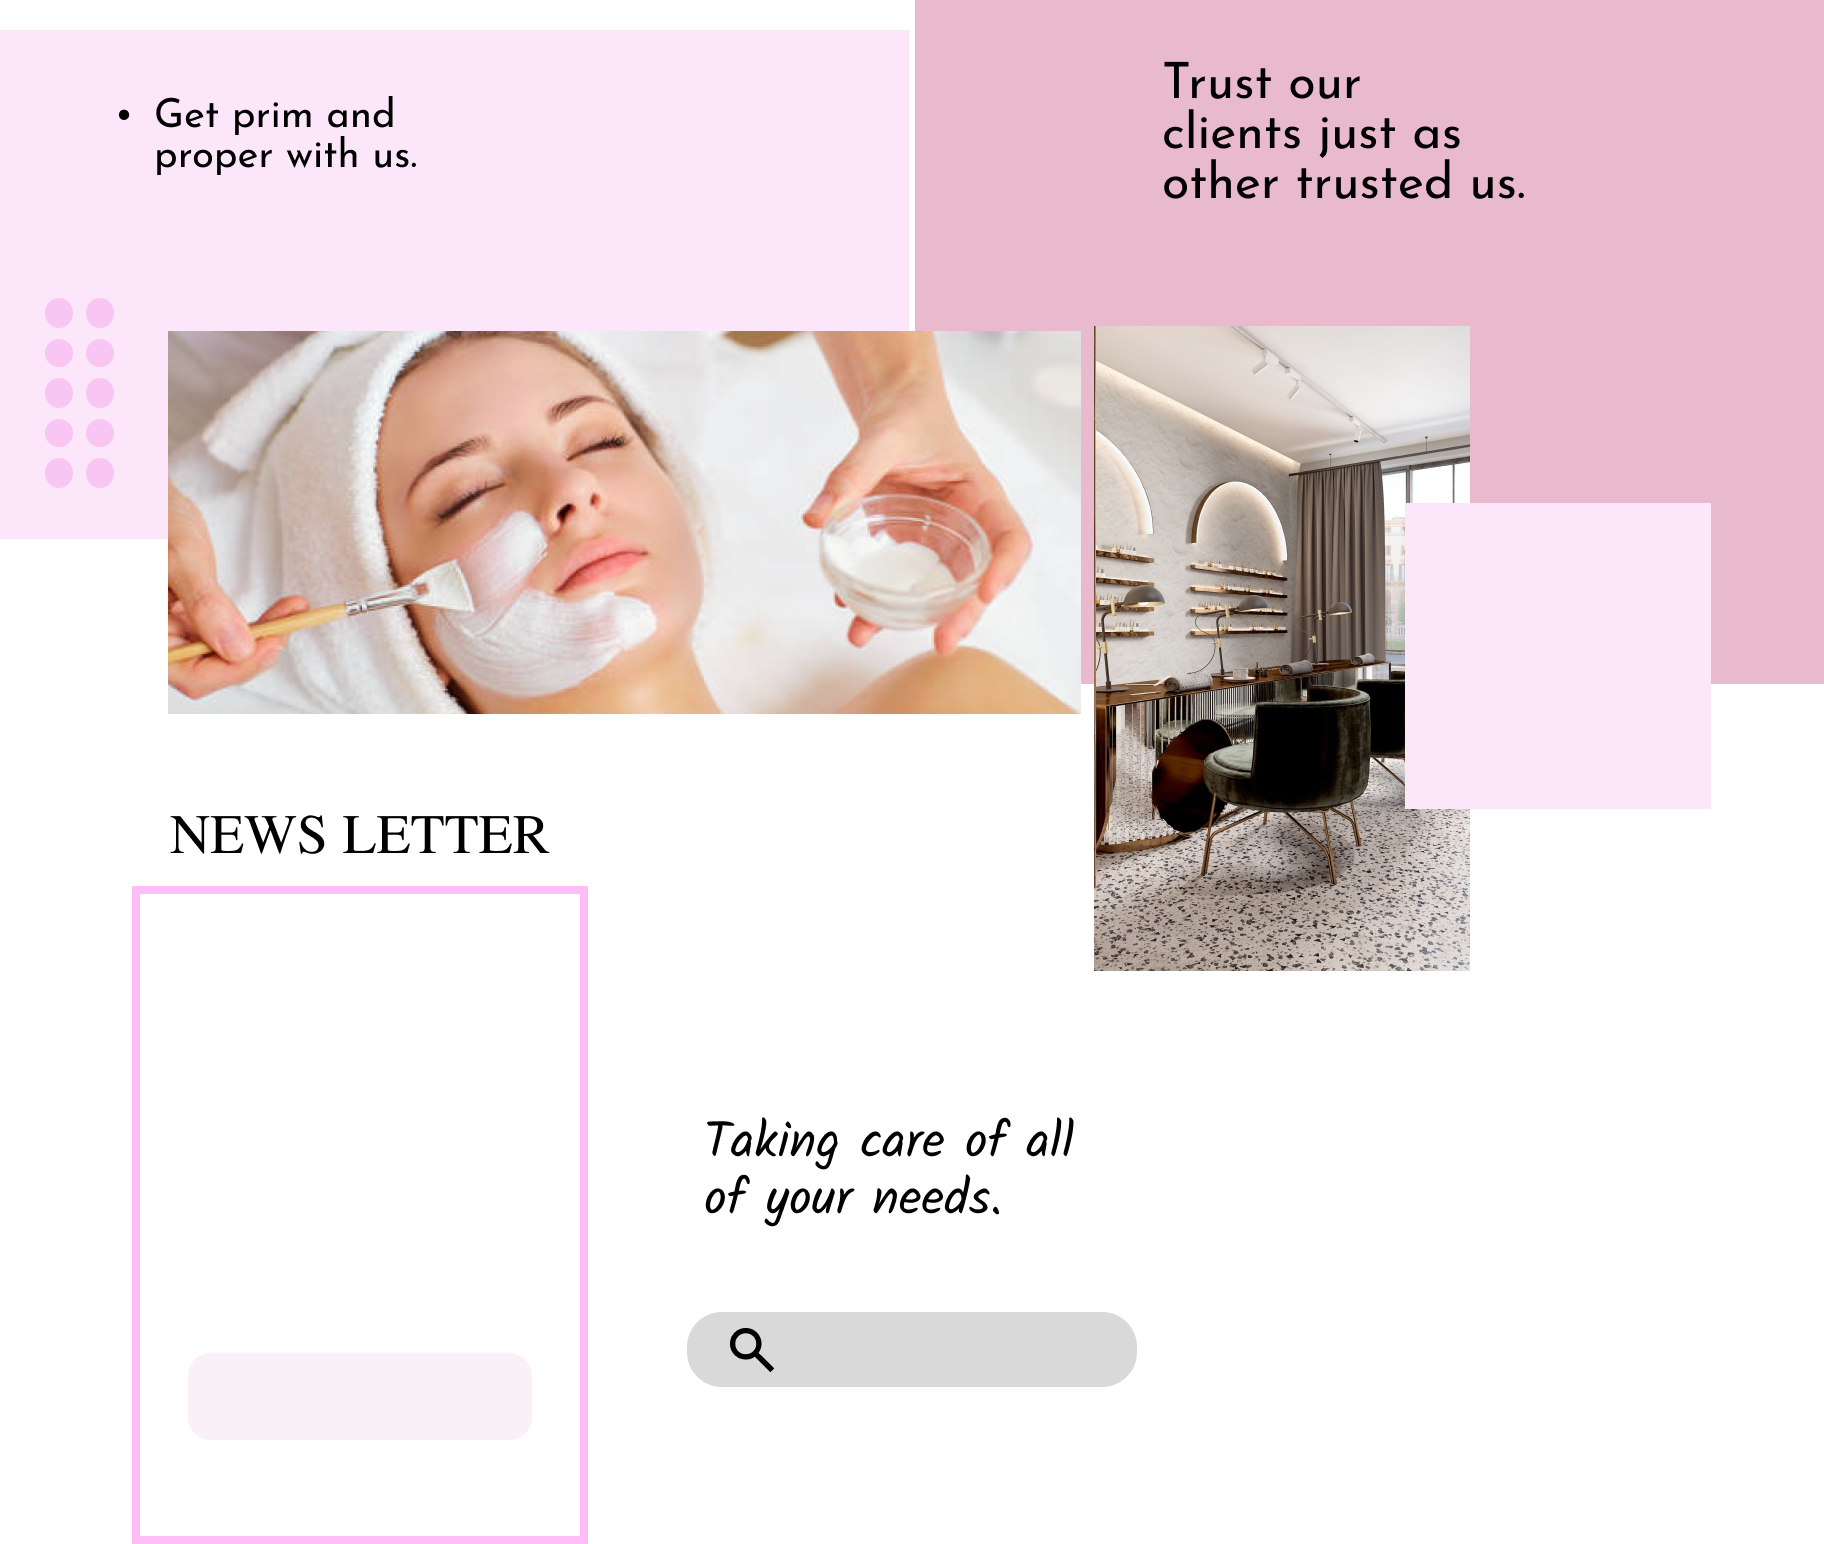 • Get prim and
proper with us.
Trust our
clients just as
other trusted us.
NEWS LETTER
Taking care of all
of your needs.